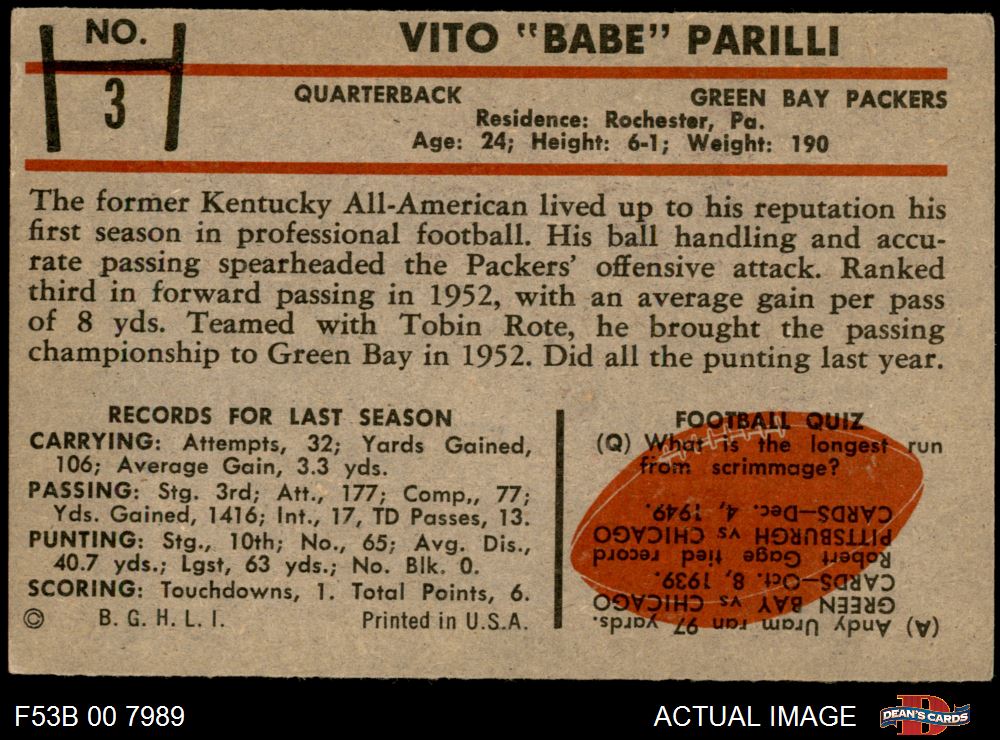 NO.
3
VITO "BABE" PARILLI
QUARTERBACK GREEN BAY PACKERS
Residence: Rochester, Pa.
Age: 24; Height: 6-1; Weight: 190
The former Kentucky All-American lived up to his reputation his
first season in professional football. His ball handling and accu-
rate passing spearheaded the Packers' offensive attack. Ranked
third in forward passing in 1952, with an average gain per pass
of 8 yds. Teamed with Tobin Rote, he brought the passing
championship to Green Bay in 1952. Did all the punting last year.
RECORDS FOR LAST SEASON
CARRYING: Attempts, 32; Yards Gained,
106; Average Gain, 3.3 yds.
PASSING: Stg. 3rd; Att., 177; Comp., 77;
Yds. Gained, 1416; Int., 17, TD Passes, 13.
PUNTING: Stg., 10th; No., 65; Avg. Dis.,
40.7 yds.; Lgst, 63 yds.; No. Blk. 0.
SCORING: Touchdowns, 1. Total Points, 6.
© B. G. H. L. I. Printed in U.S.A.
FOOTBALL QUIZ
(Q) What is the longest run
from scrimmage?
(A) Andy Uram ran 97 yards.
GREEN BAY vs CHICAGO
CARDS—Oct. 8, 1939.
Robert Gage tied record
PITTSBURGH vs CHICAGO
CARDS—Dec. 4, 1949.
F53B 00 7989
ACTUAL IMAGE
D
DEAN'S CARDS